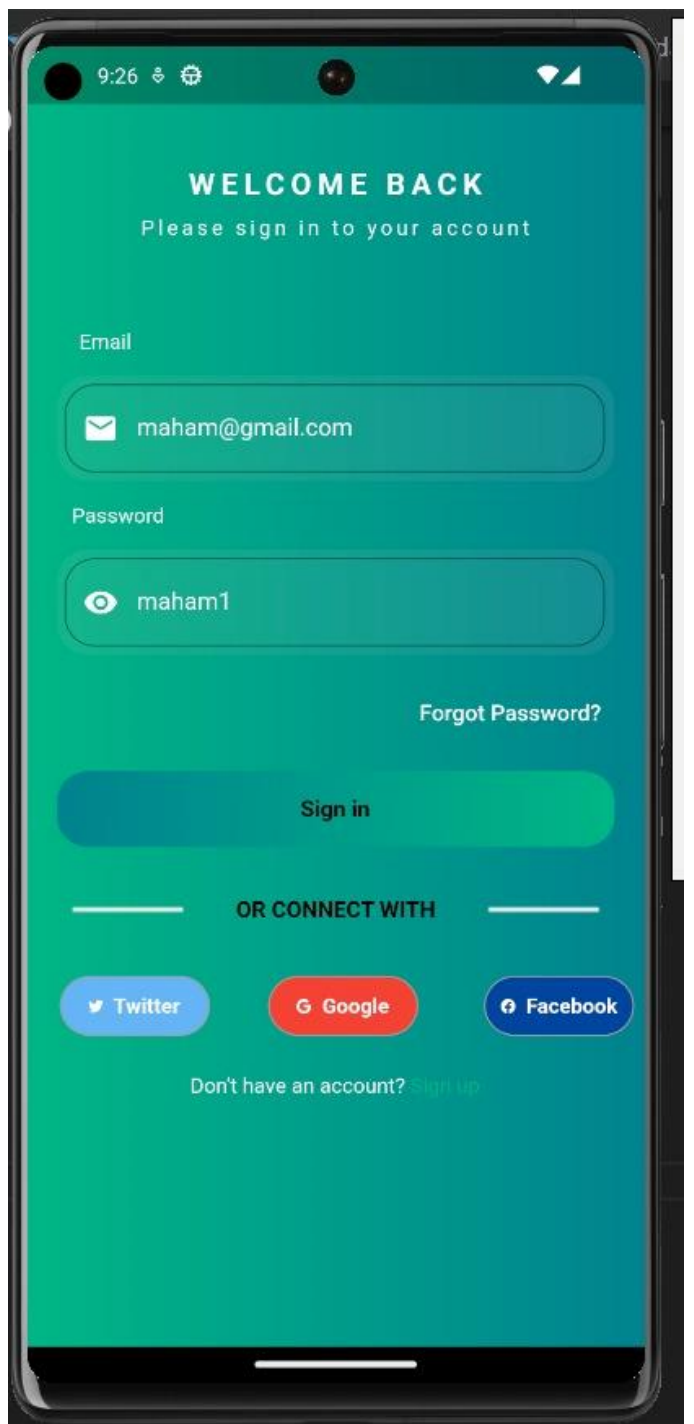 9:26
WELCOME BACK
Please sign in to your account
Email
maham@gmail.com
Password
maham1
Forgot Password?
Sign in
OR CONNECT WITH
Twitter
G Google
Facebook
Don't have an account? Sign up